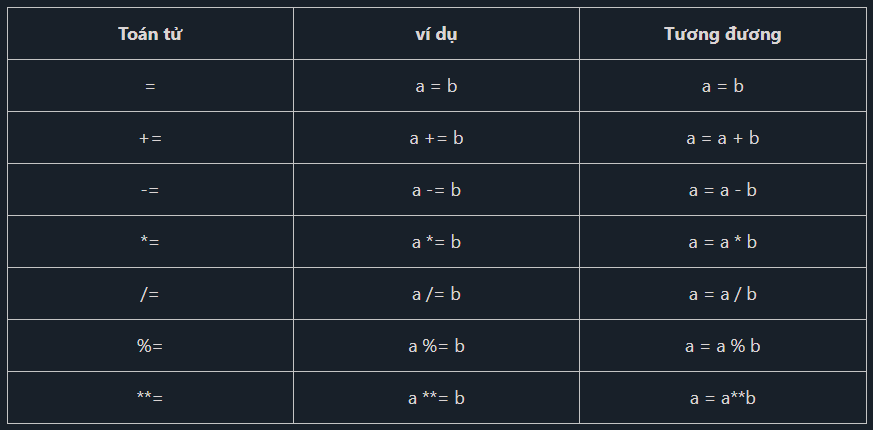 Toán tử ví dụ Tương đương
= a = b a = b
+= a += b a = a + b
-= a -= b a = a - b
*= a *= b a = a * b
/= a /= b a = a / b
%= a %= b a = a % b
**= a **= b a = a**b